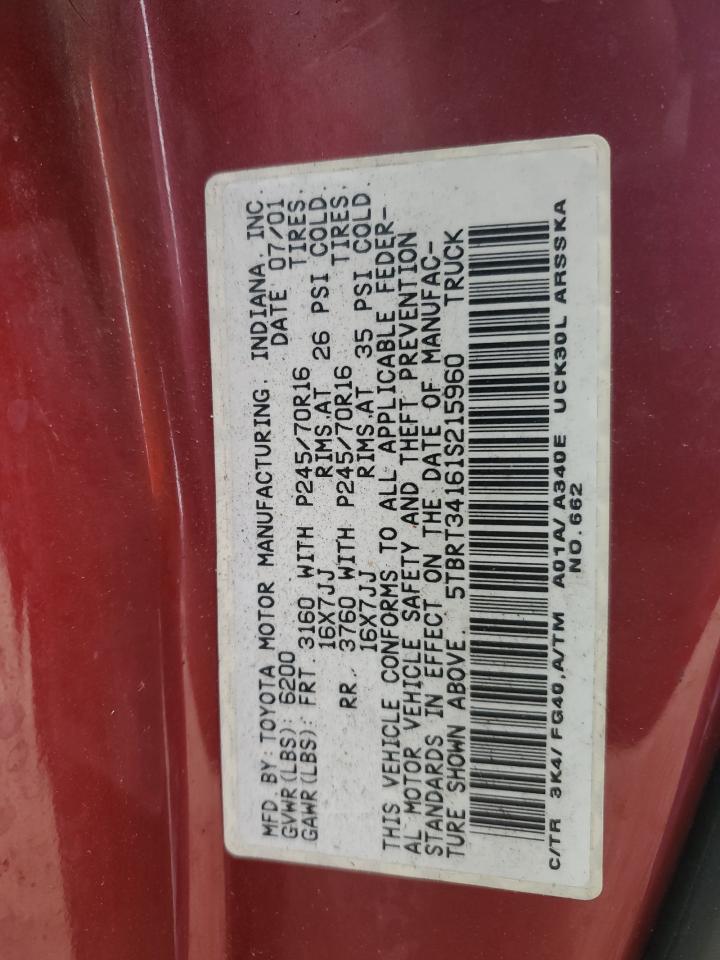 MFD. BY: TOYOTA MOTOR MANUFACTURING, INDIANA, INC.
GVWR(LBS): 6200 DATE 07/01
GAWR(LBS): FRT. 3160 WITH P245/70R16 TIRES,
16X7JJ RIMS,AT 26 PSI COLD.
RR. 3760 WITH P245/70R16 TIRES,
16X7JJ RIMS,AT 35 PSI COLD.
THIS VEHICLE CONFORMS TO ALL APPLICABLE FEDER-
AL MOTOR VEHICLE SAFETY AND THEFT PREVENTION
STANDARDS IN EFFECT ON THE DATE OF MANUFAC-
TURE SHOWN ABOVE. 5TBRT34161S215960 TRUCK
C/TR 3K4/FG40,A/TM A01A/A340E UCK30L ARSSKA
NO.662